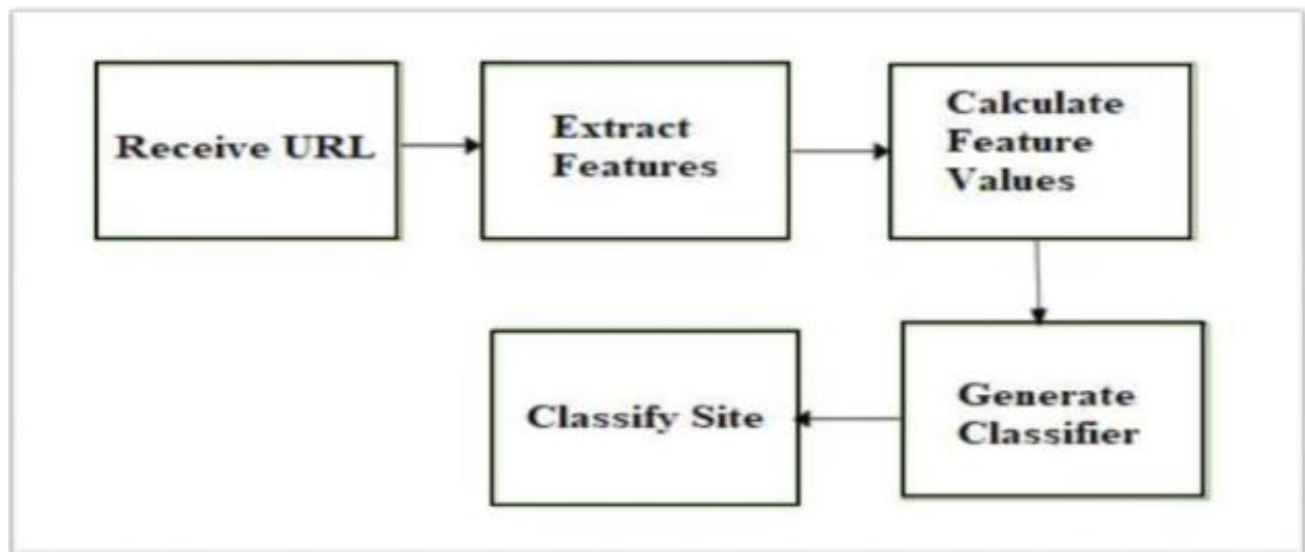 Receive URL
Extract
Features
Calculate
Feature
Values
Generate
Classifier
Classify Site